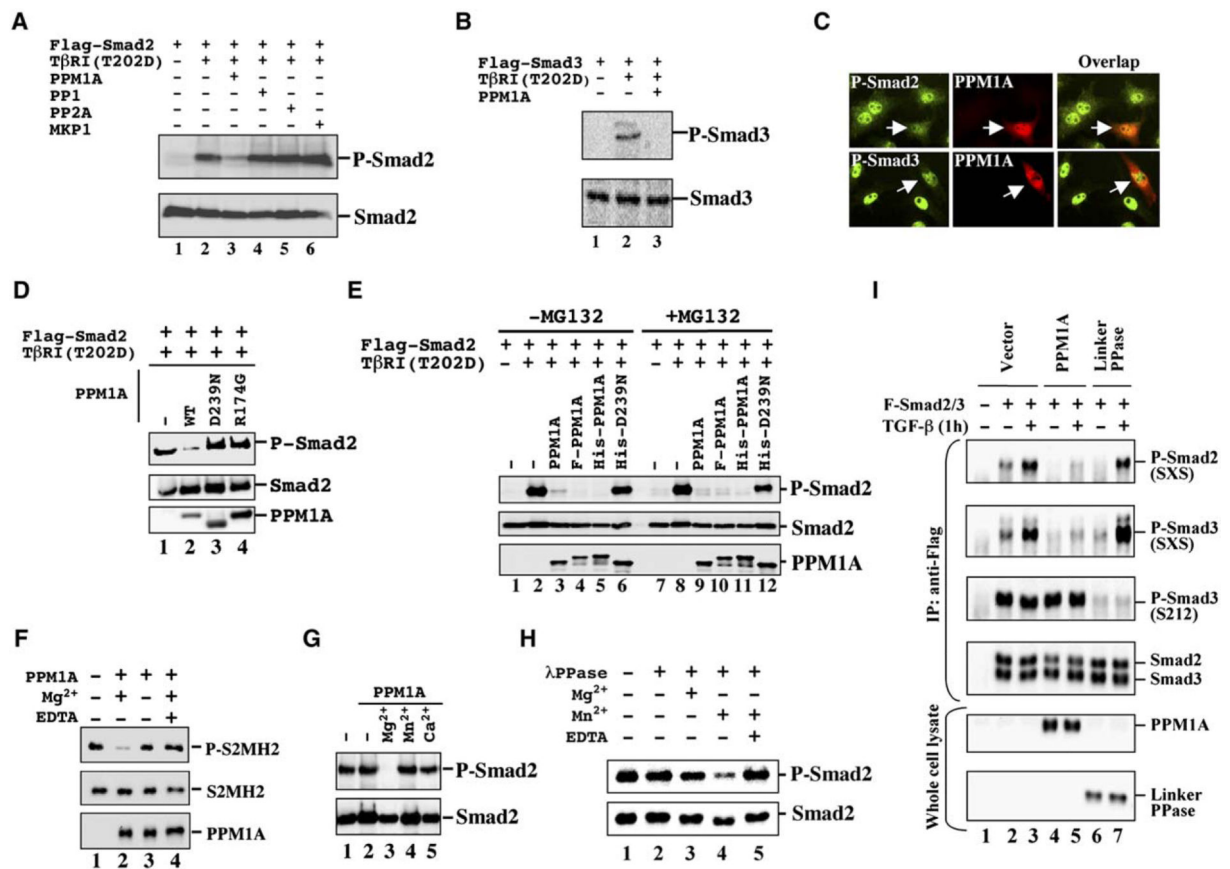 A
Flag-Smad2 + + + + + +
TβRI(T202D) - + + + + +
PPM1A - - + - - -
PP1 - - - + - -
PP2A - - - - + -
MKP1 - - - - - +
P-Smad2
Smad2
1 2 3 4 5 6
B
Flag-Smad3 + + +
TβRI(T202D) - + +
PPM1A - - +
P-Smad3
Smad3
1 2 3
C
Overlap
P-Smad2 PPM1A
P-Smad3 PPM1A
D
Flag-Smad2 + + + +
TβRI(T202D) + + + +
PPM1A - WT D239N R174G
P-Smad2
Smad2
PPM1A
1 2 3 4
E
-MG132 +MG132
Flag-Smad2 + + + + + + + + + + + +
TβRI(T202D) - + + + + + - + + + + +
- - PPM1A F-PPM1A His-PPM1A His-D239N - - PPM1A F-PPM1A His-PPM1A His-D239N
P-Smad2
Smad2
PPM1A
1 2 3 4 5 6 7 8 9 10 11 12
F
PPM1A - + + +
Mg2+ - + - +
EDTA - - - +
P-S2MH2
S2MH2
PPM1A
1 2 3 4
G
PPM1A
- - Mg2+ Mn2+ Ca2+
P-Smad2
Smad2
1 2 3 4 5
H
λPPase - + + + +
Mg2+ - - + - -
Mn2+ - - - + +
EDTA - - - - +
P-Smad2
Smad2
1 2 3 4 5
I
Vector PPM1A Linker PPase
F-Smad2/3 - + + + + + +
TGF-β (1h) - - + - + - +
IP: anti-Flag
P-Smad2
(SXS)
P-Smad3
(SXS)
P-Smad3
(S212)
Smad2
Smad3
Whole cell lysate
PPM1A
Linker
PPase
1 2 3 4 5 6 7